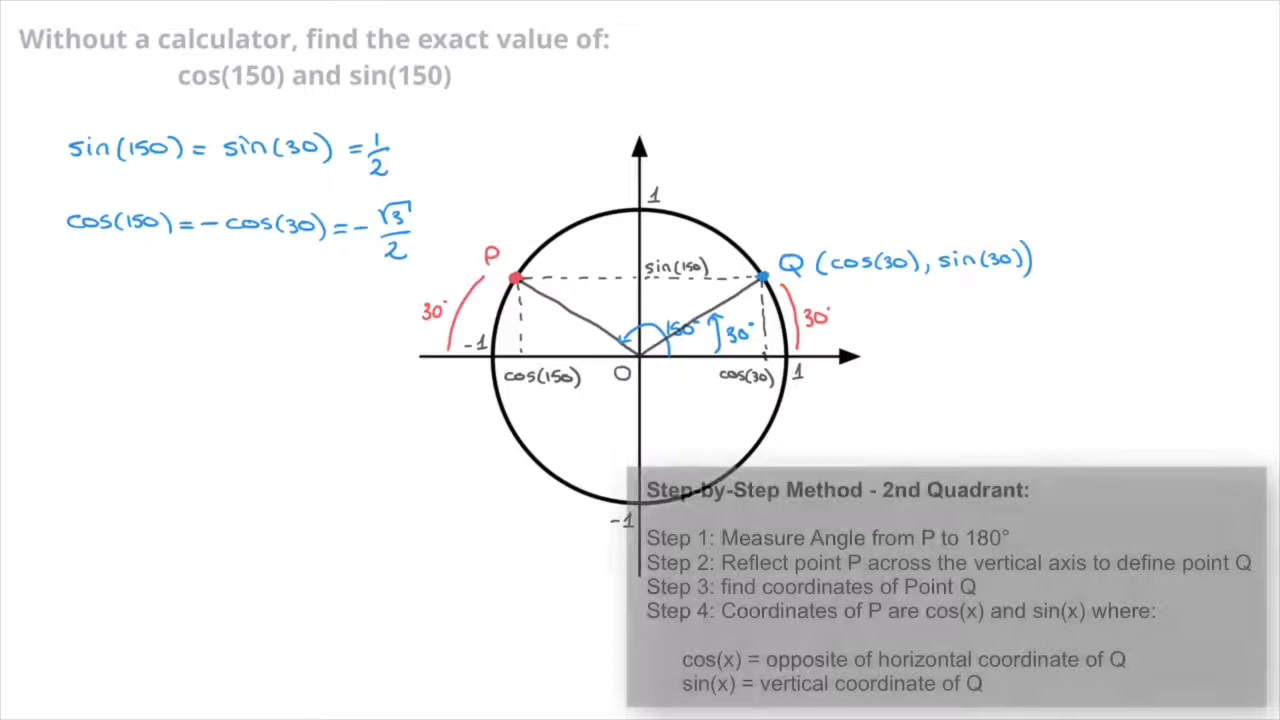 Without a calculator, find the exact value of:
cos(150) and sin(150)
sin(150) = sin(30) = 1/2
cos(150) = - cos(30) = - √3/2
1
P
sin(150)
Q (cos(30), sin(30))
30°
150°
30°
30°
-1
cos(150)
O
cos(30)
1
-1
Step-by-Step Method - 2nd Quadrant:
Step 1: Measure Angle from P to 180°
Step 2: Reflect point P across the vertical axis to define point Q
Step 3: find coordinates of Point Q
Step 4: Coordinates of P are cos(x) and sin(x) where:
cos(x) = opposite of horizontal coordinate of Q
sin(x) = vertical coordinate of Q